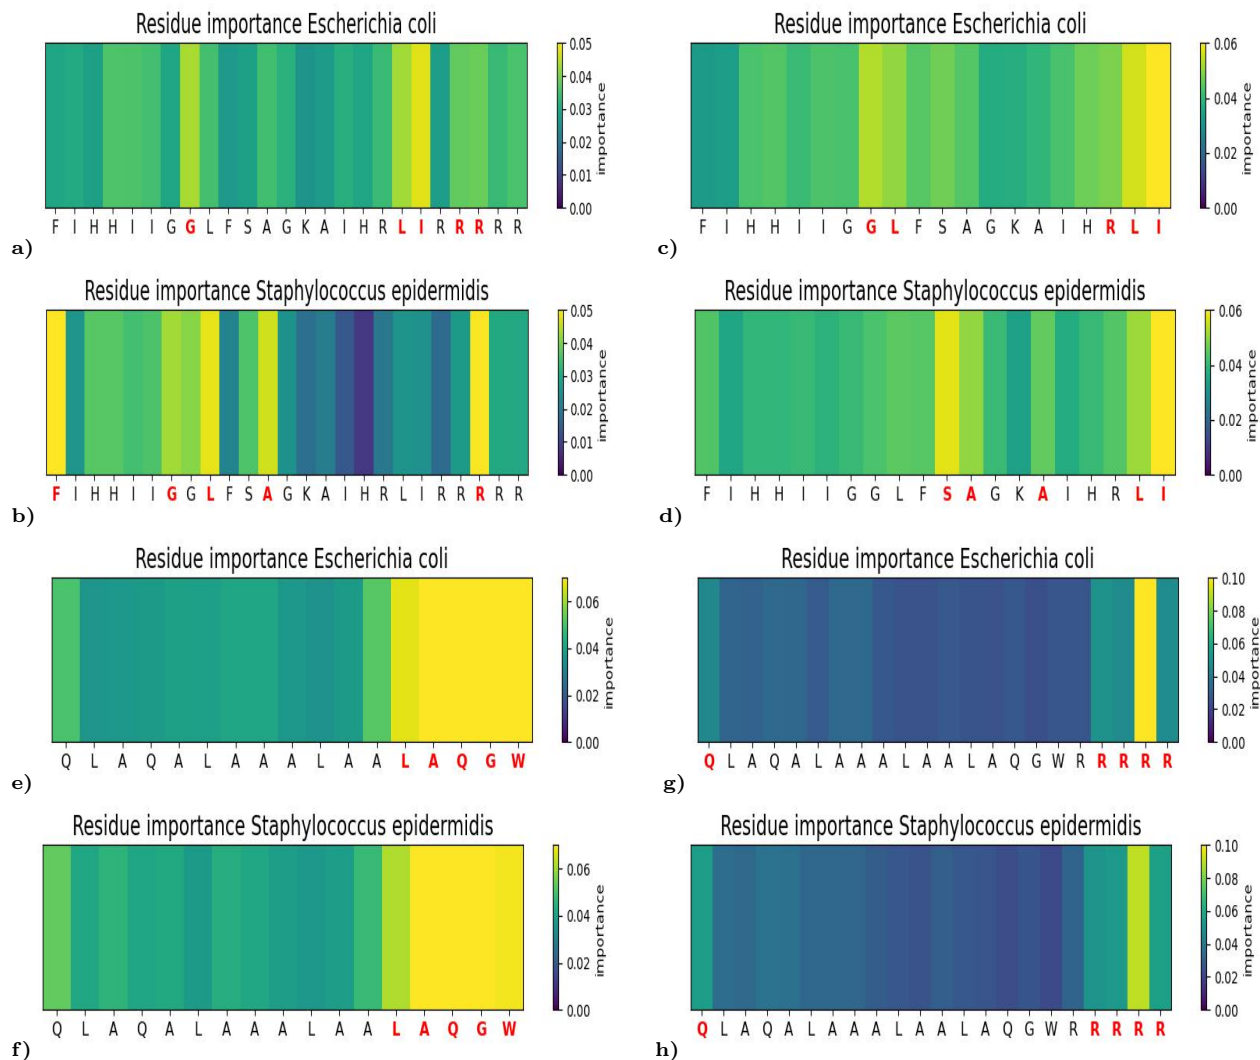 Residue importance Escherichia coli
0.05
0.04
0.03
0.02
0.01
0.00
importance
F I H H I I G G L F S A G K A I H R L I R R R R R
a)
Residue importance Escherichia coli
0.06
0.04
0.02
0.00
importance
F I H H I I G G L F S A G K A I H R L I
c)
Residue importance Staphylococcus epidermidis
0.05
0.04
0.03
0.02
0.01
0.00
importance
F I H H I I G G L F S A G K A I H R L I R R R R R
b)
Residue importance Staphylococcus epidermidis
0.06
0.04
0.02
0.00
importance
F I H H I I G G L F S A G K A I H R L I
d)
Residue importance Escherichia coli
0.06
0.04
0.02
0.00
importance
Q L A Q A L A A A L A A L A Q G W
e)
Residue importance Escherichia coli
0.10
0.08
0.06
0.04
0.02
0.00
importance
Q L A Q A L A A A L A A L A Q G W R R R R R
g)
Residue importance Staphylococcus epidermidis
0.06
0.04
0.02
0.00
importance
Q L A Q A L A A A L A A L A Q G W
f)
Residue importance Staphylococcus epidermidis
0.10
0.08
0.06
0.04
0.02
0.00
importance
Q L A Q A L A A A L A A L A Q G W R R R R R
h)